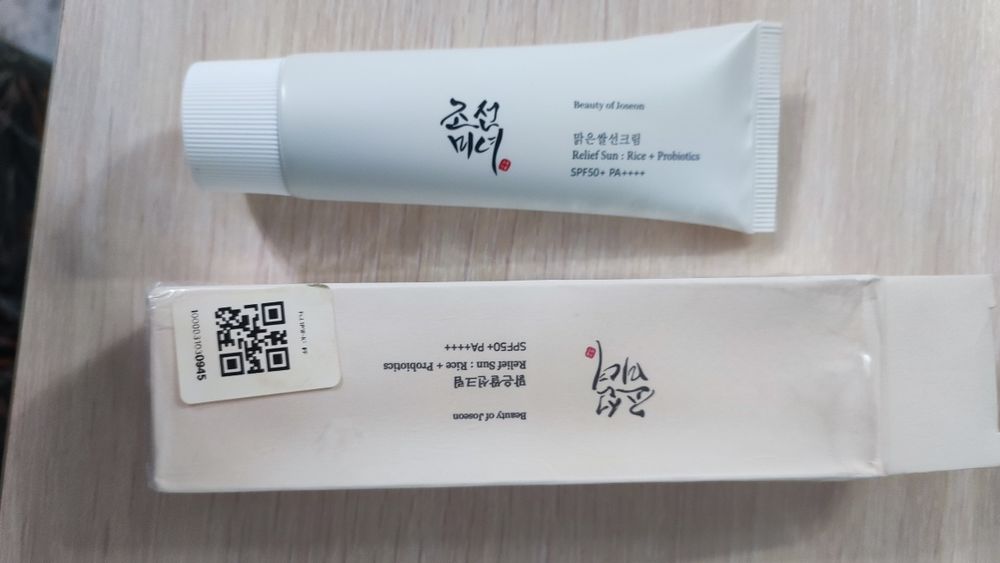 조선
미녀
Beauty of Joseon
맑은쌀선크림
Relief Sun : Rice + Probiotics
SPF50+ PA++++
조선
미녀
Beauty of Joseon
맑은쌀선크림
Relief Sun : Rice + Probiotics
SPF50+ PA++++